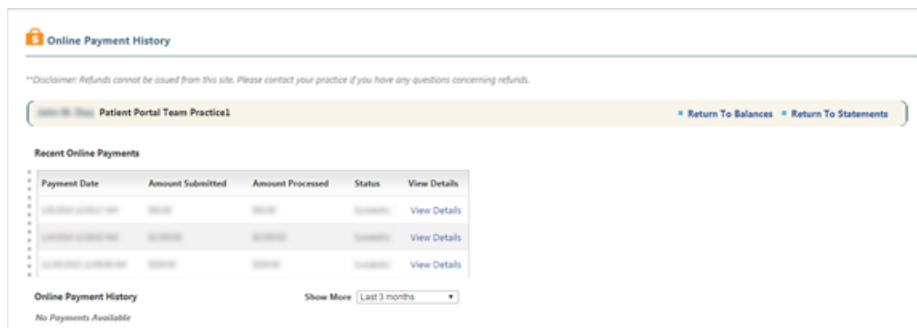 Online Payment History
**Disclaimer: Refunds cannot be issued from this site. Please contact your practice if you have any questions concerning refunds.
Patient Portal Team Practice1 Return To Balances Return To Statements
Recent Online Payments
Payment Date Amount Submitted Amount Processed Status View Details
View Details
View Details
View Details
Online Payment History Show More Last 3 months
No Payments Available